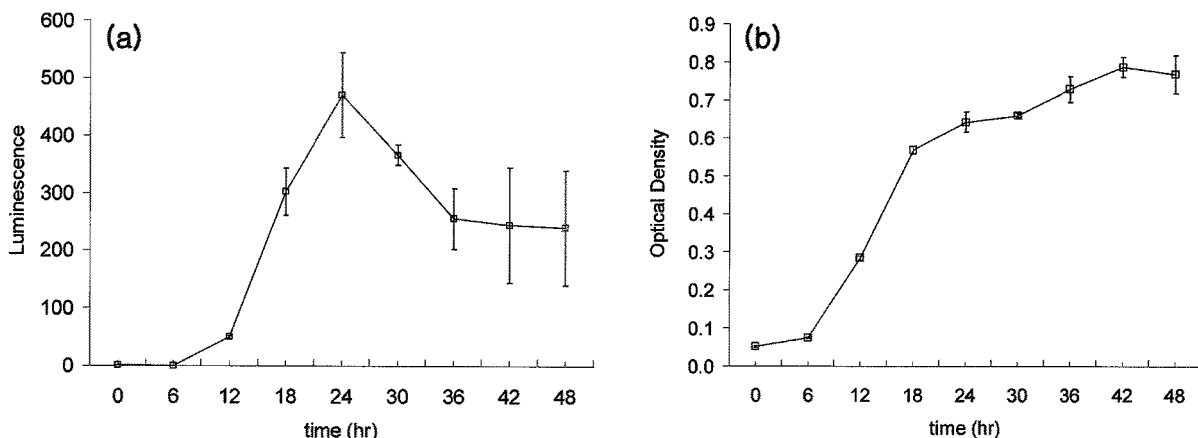 (a)
600
500
400
300
200
100
0
Luminescence
0 6 12 18 24 30 36 42 48
time (hr)
(b)
0.9
0.8
0.7
0.6
0.5
0.4
0.3
0.2
0.1
0.0
Optical Density
0 6 12 18 24 30 36 42 48
time (hr)